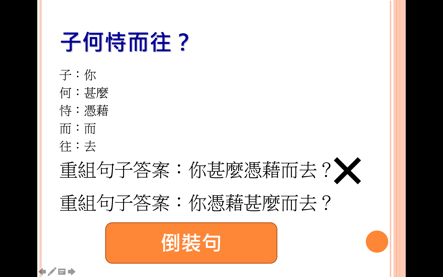 子何恃而往？
子：你
何：甚麼
恃：憑藉
而：而
往：去
重組句子答案：你甚麼憑藉而去？
重組句子答案：你憑藉甚麼而去？
倒裝句